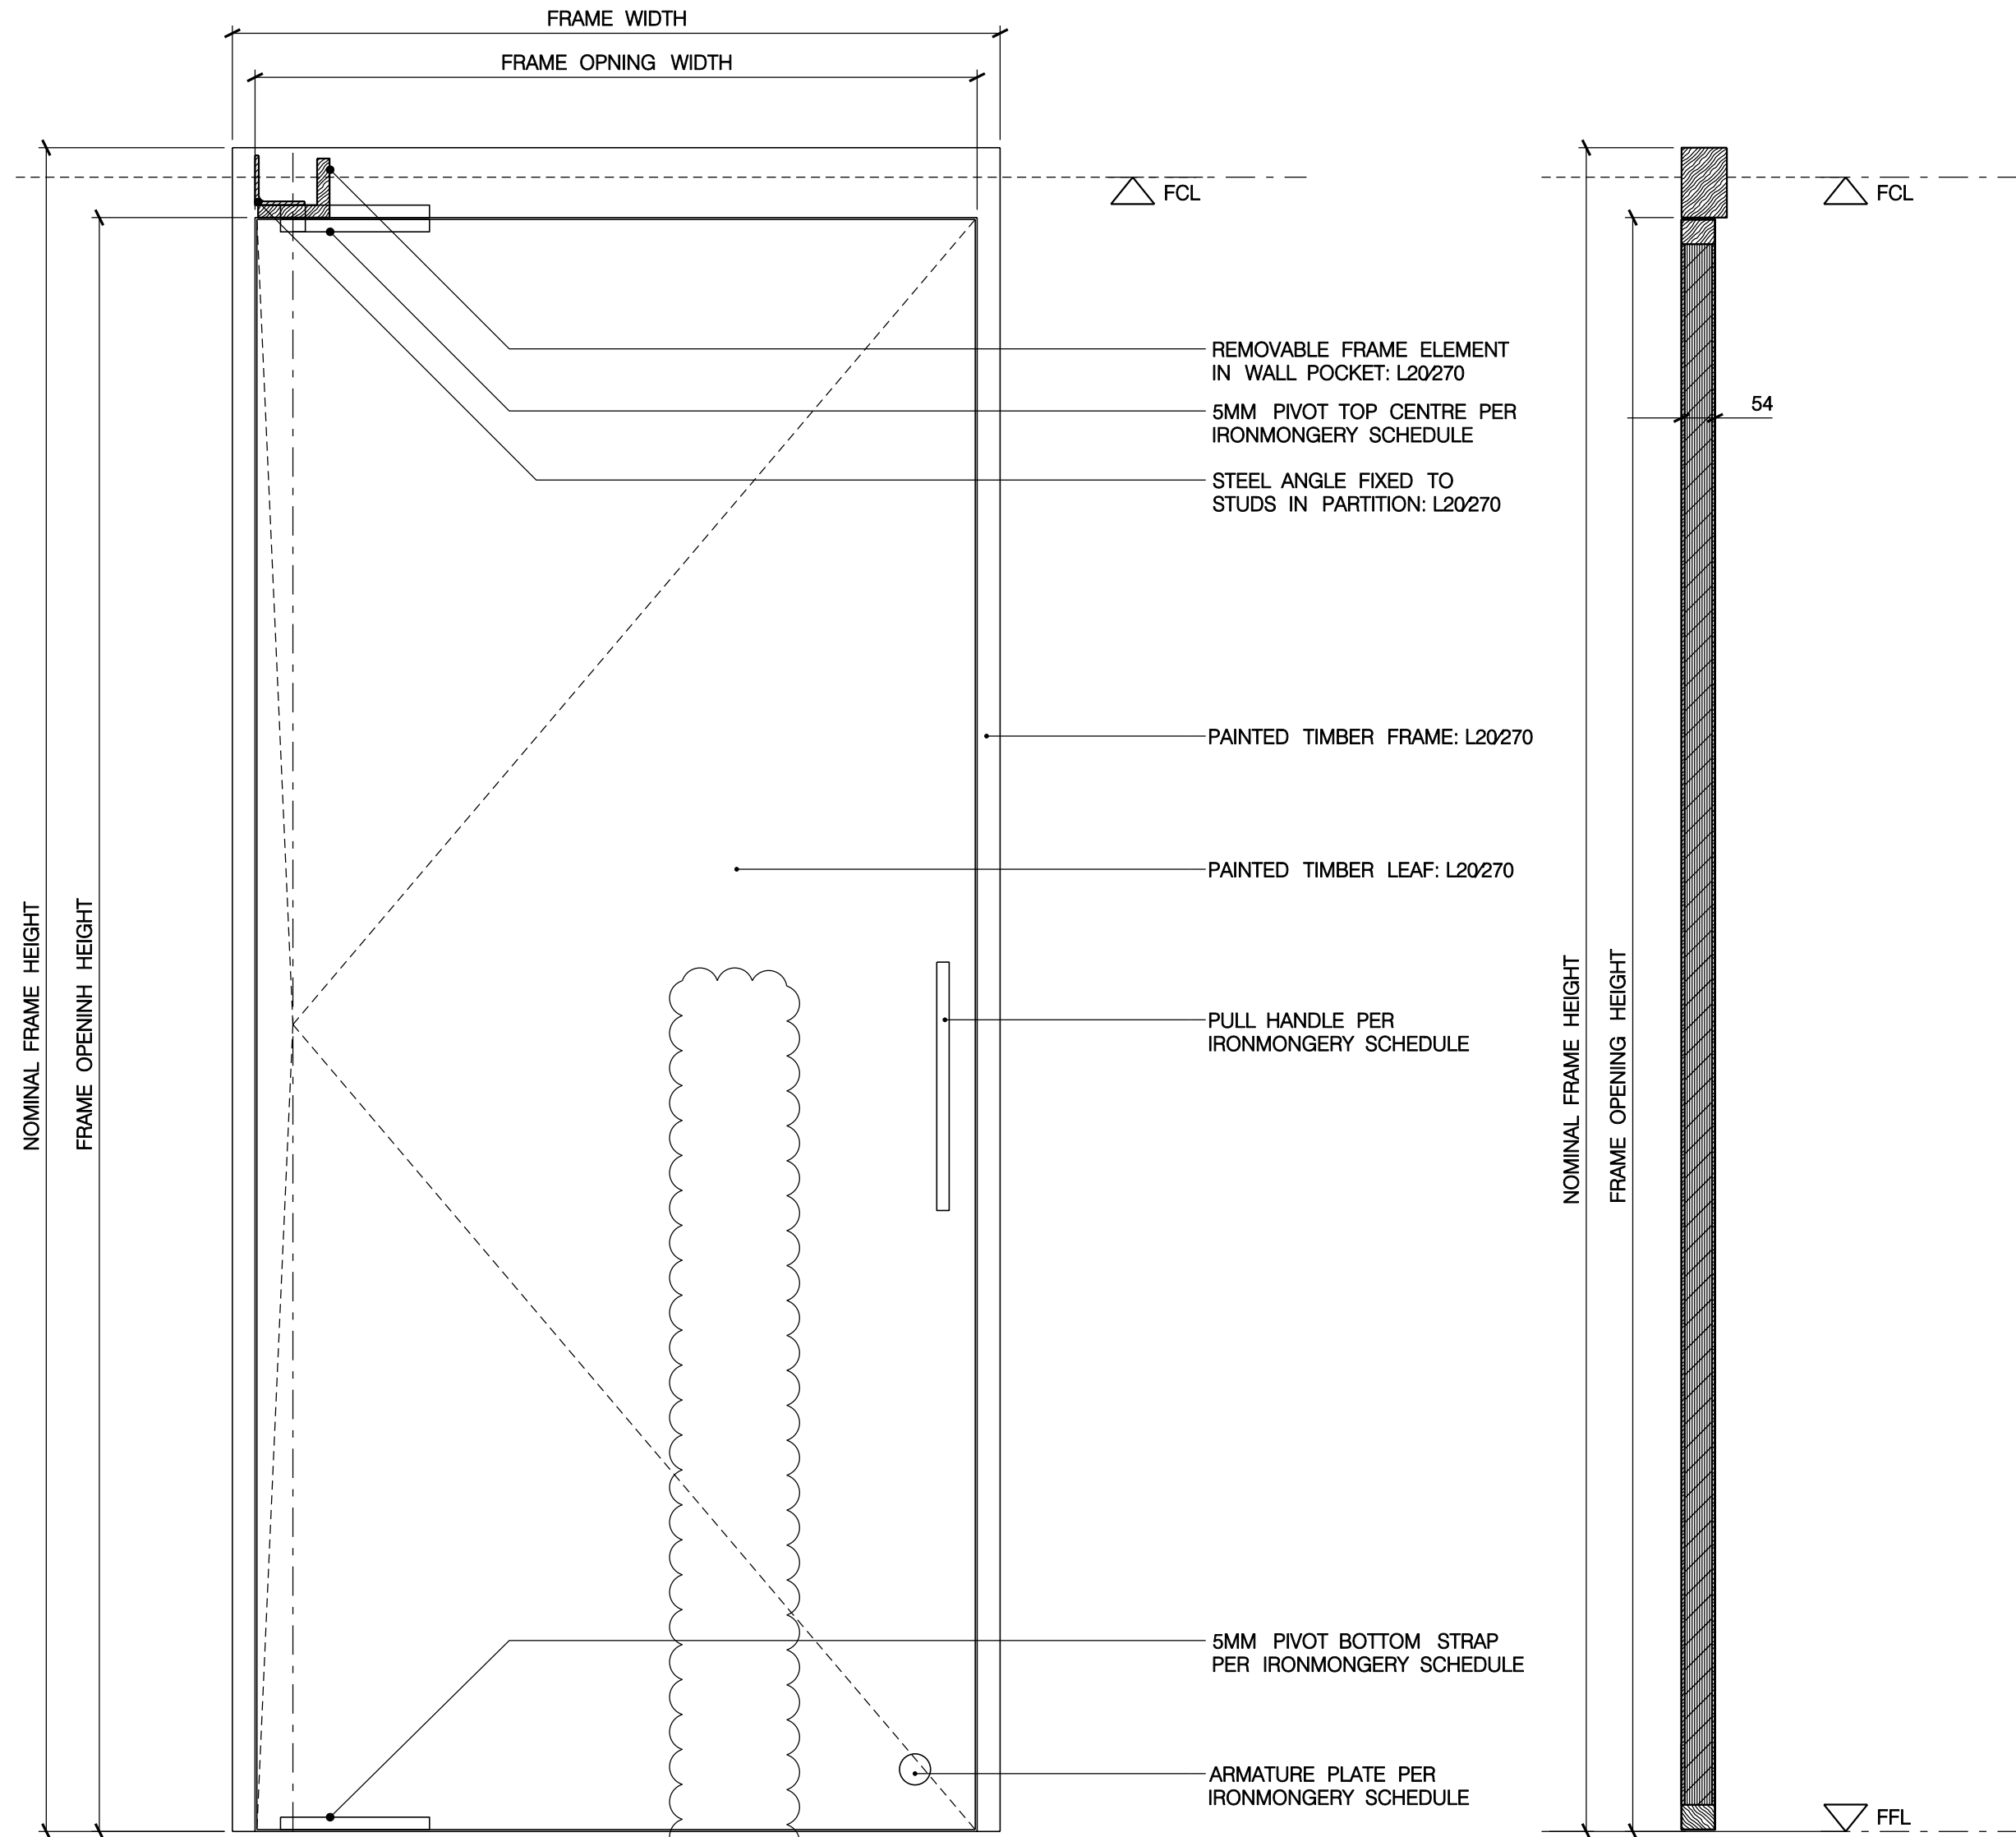 FRAME WIDTH
FRAME OPNING WIDTH
FCL
FCL
REMOVABLE FRAME ELEMENT
IN WALL POCKET: L20/270
54
5MM PIVOT TOP CENTRE PER
IRONMONGERY SCHEDULE
STEEL ANGLE FIXED TO
STUDS IN PARTITION: L20/270
PAINTED TIMBER FRAME: L20/270
PAINTED TIMBER LEAF: L20/270
NOMINAL FRAME HEIGHT
FRAME OPENINH HEIGHT
PULL HANDLE PER
IRONMONGERY SCHEDULE
NOMINAL FRAME HEIGHT
FRAME OPENING HEIGHT
5MM PIVOT BOTTOM STRAP
PER IRONMONGERY SCHEDULE
ARMATURE PLATE PER
IRONMONGERY SCHEDULE
FFL